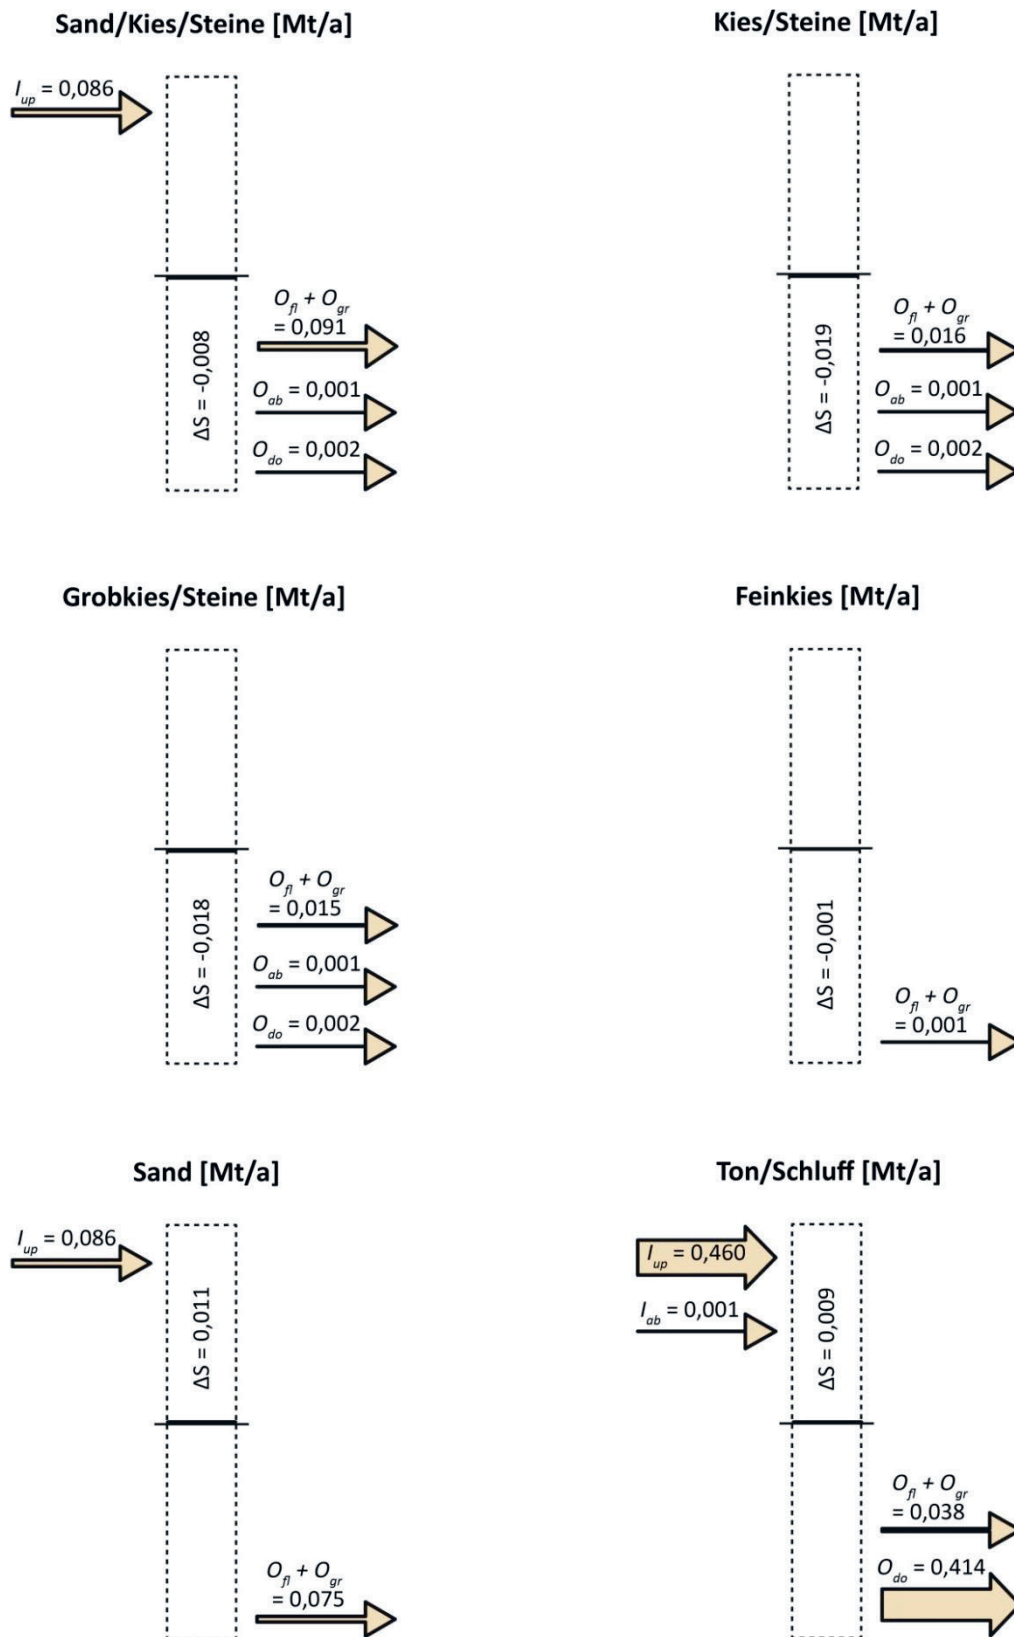 Sand/Kies/Steine [Mt/a]
I_up = 0,086
ΔS = -0,008
O_fl + O_gr
= 0,091
O_ab = 0,001
O_do = 0,002
Kies/Steine [Mt/a]
ΔS = -0,019
O_fl + O_gr
= 0,016
O_ab = 0,001
O_do = 0,002
Grobkies/Steine [Mt/a]
ΔS = -0,018
O_fl + O_gr
= 0,015
O_ab = 0,001
O_do = 0,002
Feinkies [Mt/a]
ΔS = -0,001
O_fl + O_gr
= 0,001
Sand [Mt/a]
I_up = 0,086
ΔS = 0,011
O_fl + O_gr
= 0,075
Ton/Schluff [Mt/a]
I_up = 0,460
I_ab = 0,001
ΔS = 0,009
O_fl + O_gr
= 0,038
O_do = 0,414